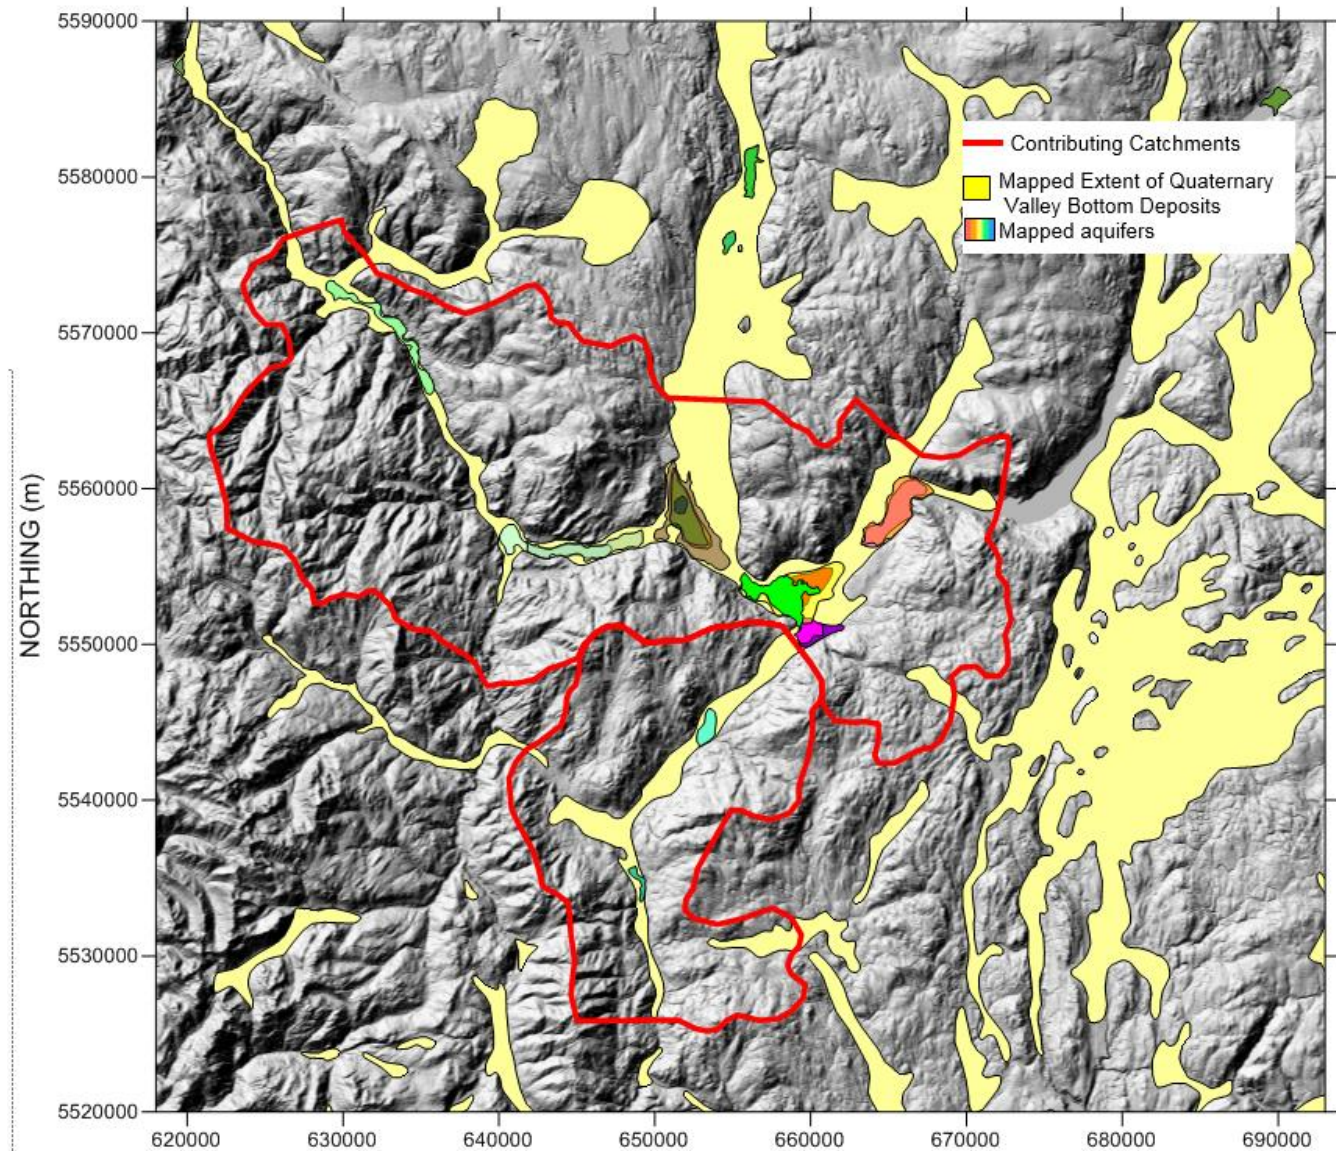 5590000
Contributing Catchments
5580000
Mapped Extent of Quaternary
Valley Bottom Deposits
Mapped aquifers
5570000
NORTHING (m)
5560000
5550000
5540000
5530000
5520000
620000 630000 640000 650000 660000 670000 680000 690000